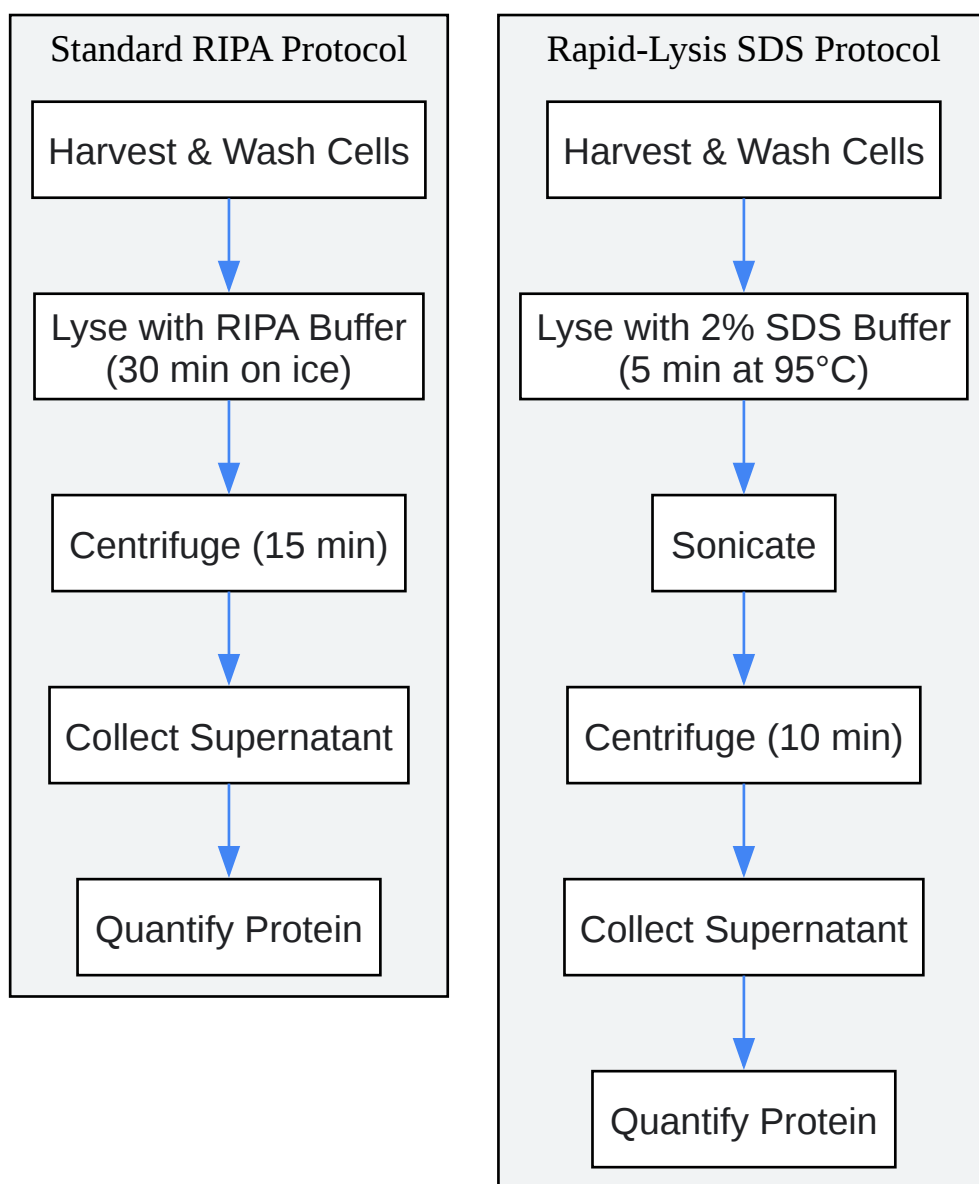 Standard RIPA Protocol
Harvest & Wash Cells
Lyse with RIPA Buffer
(30 min on ice)
Centrifuge (15 min)
Collect Supernatant
Quantify Protein
Rapid-Lysis SDS Protocol
Harvest & Wash Cells
Lyse with 2% SDS Buffer
(5 min at 95°C)
Sonicate
Centrifuge (10 min)
Collect Supernatant
Quantify Protein